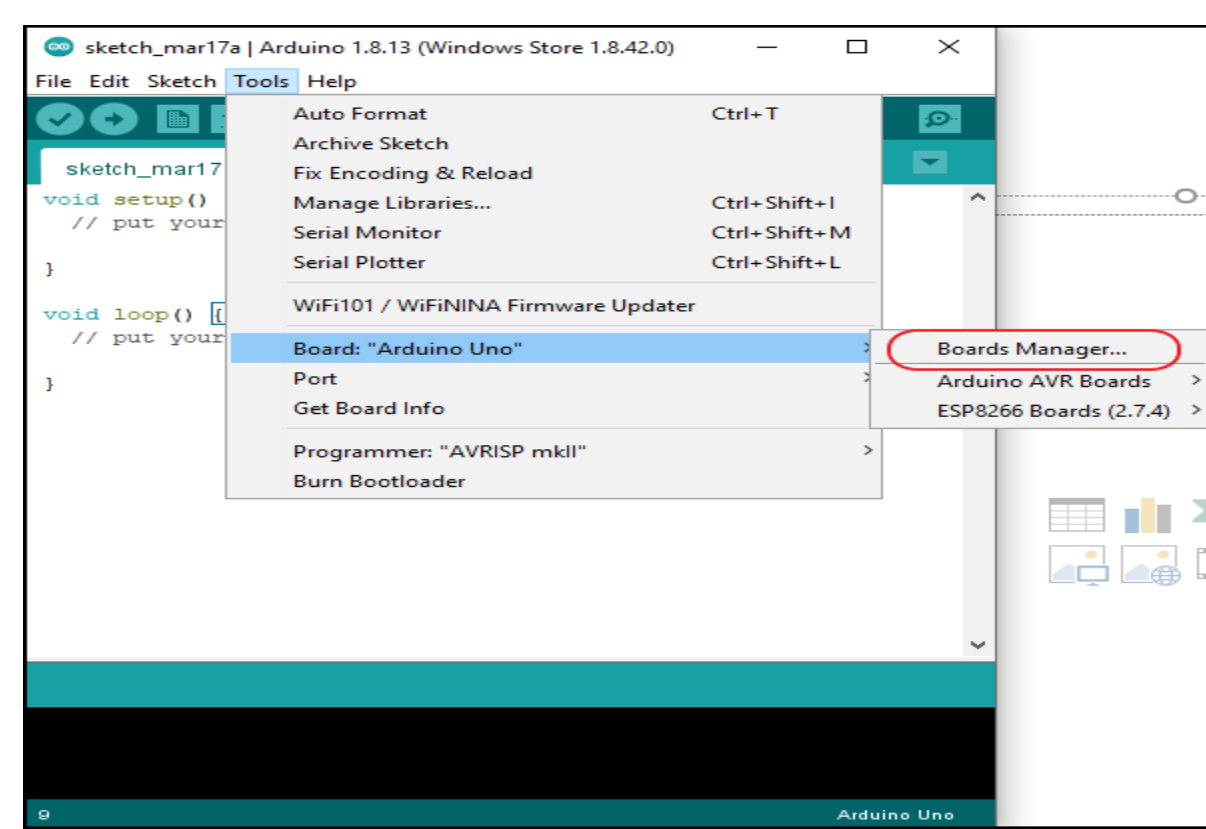 sketch_mar17a | Arduino 1.8.13 (Windows Store 1.8.42.0)
File Edit Sketch Tools Help
sketch_mar17
void setup()
// put your
}
void loop() {
// put your
}
Auto Format Ctrl+T
Archive Sketch
Fix Encoding & Reload
Manage Libraries... Ctrl+Shift+I
Serial Monitor Ctrl+Shift+M
Serial Plotter Ctrl+Shift+L
WiFi101 / WiFiNINA Firmware Updater
Board: "Arduino Uno"
Port
Get Board Info
Programmer: "AVRISP mkII"
Burn Bootloader
Boards Manager...
Arduino AVR Boards
ESP8266 Boards (2.7.4)
9 Arduino Uno